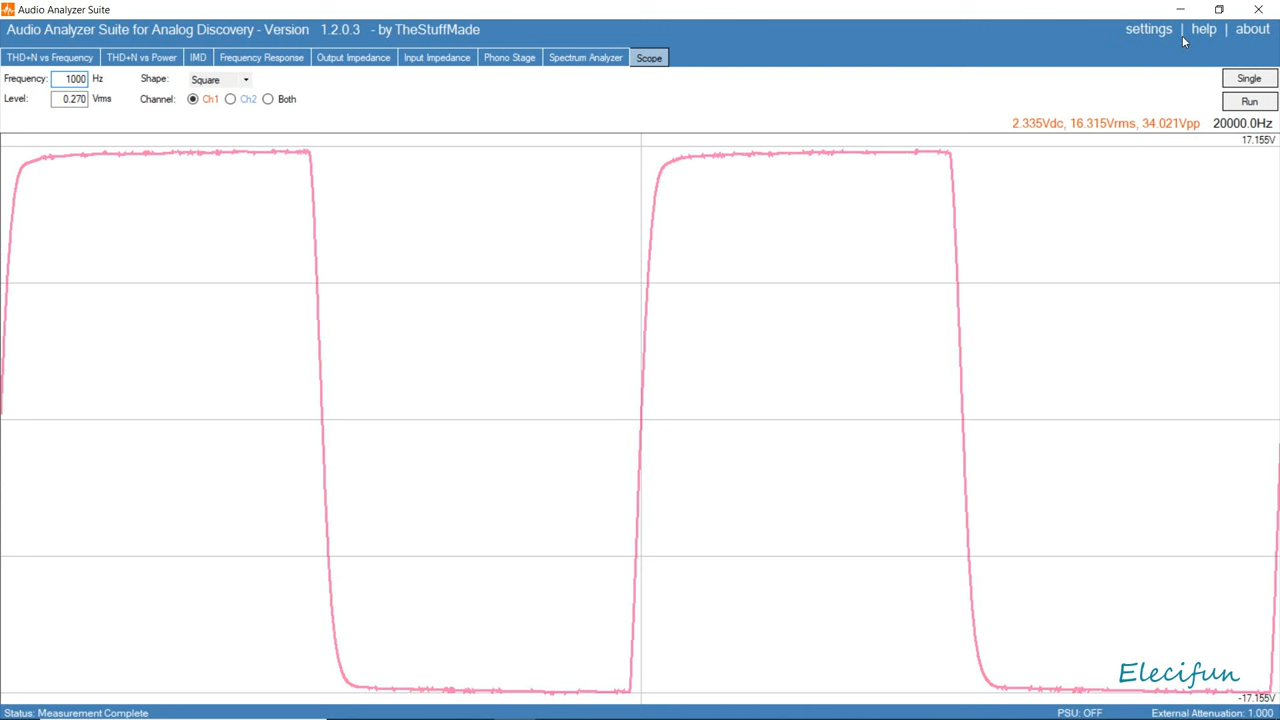 Audio Analyzer Suite
Audio Analyzer Suite for Analog Discovery - Version 1.2.0.3 - by TheStuffMade
settings | help | about
THD+N vs Frequency THD+N vs Power IMD Frequency Response Output Impedance Input Impedance Phono Stage Spectrum Analyzer Scope
Frequency: 1000 Hz Shape: Square Single
Level: 0.270 Vrms Channel: Ch1 Ch2 Both Run
2.335Vdc, 16.315Vrms, 34.021Vpp 20000.0Hz
17.155V
Elecifun
-17.155V
Status: Measurement Complete PSU: OFF External Attenuation: 1.000